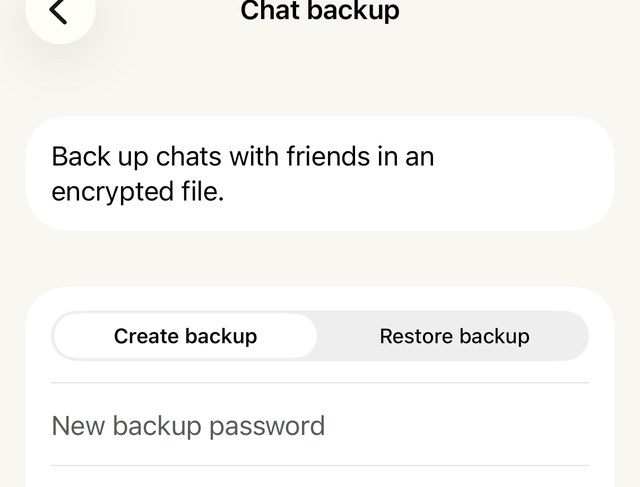 Chat backup
Back up chats with friends in an
encrypted file.
Create backup
Restore backup
New backup password